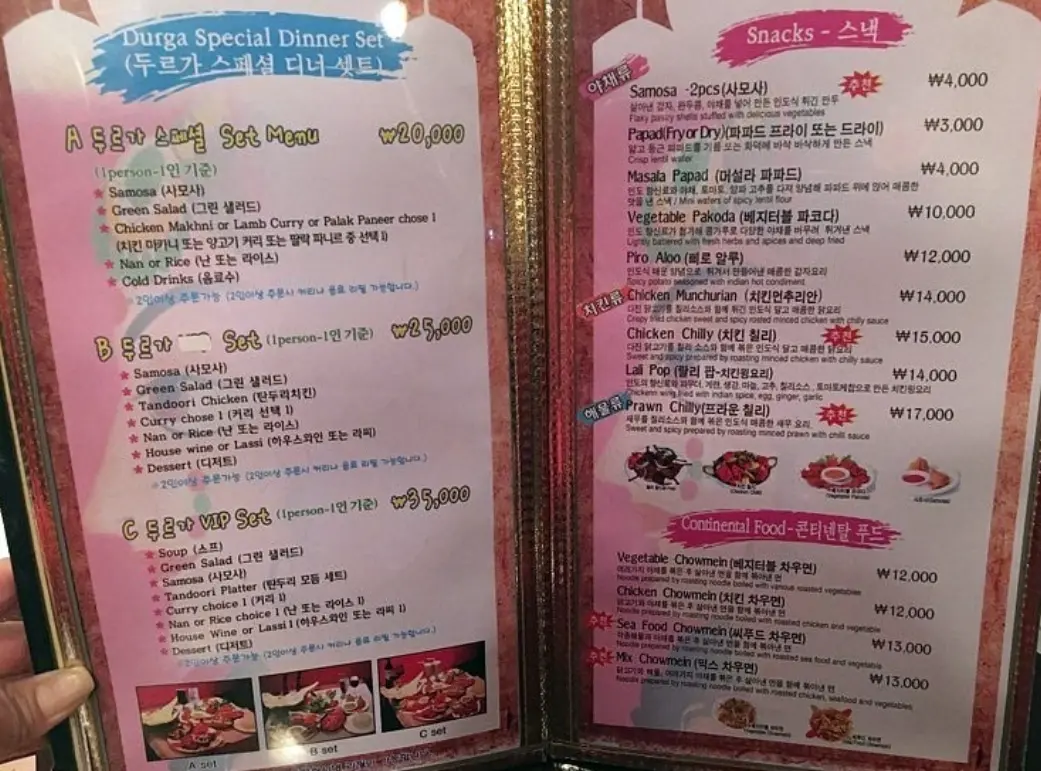 Durga Special Dinner Set
(두르가 스페셜 디너 셋트)
A 두르가 스페셜 Set Menu ₩20,000
(1person-1인 기준)
★ Samosa (사모사)
★ Green Salad (그린 샐러드)
★ Chicken Makhni or Lamb Curry or Palak Paneer chose 1
(치킨 마카니 또는 양고기 커리 또는 팔락 파니르 중 선택 1)
★ Nan or Rice (난 또는 라이스)
★ Cold Drinks (음료수)
※2인이상 주문가능 (2인이상 주문시 커리나 음료 리필 가능합니다.)
B 두르가 Set (1person-1인 기준) ₩25,000
★ Samosa (사모사)
★ Green Salad (그린 샐러드)
★ Tandoori Chicken (탄두리치킨)
★ Curry chose 1 (커리 선택 1)
★ Nan or Rice (난 또는 라이스)
★ House wine or Lassi (하우스와인 또는 라씨)
★ Dessert (디저트)
※2인이상 주문가능 (2인이상 주문시 커리나 음료 리필 가능합니다.)
C 두르가 VIP Set (1person-1인 기준) ₩35,000
★ Soup (스프)
★ Green Salad (그린 샐러드)
★ Samosa (사모사)
★ Tandoori Platter (탄두리 모듬 세트)
★ Curry choice 1 (커리 1)
★ Nan or Rice choice 1 (난 또는 라이스 1)
★ House Wine or Lassi 1 (하우스와인 또는 라씨 1)
★ Dessert (디저트)
※2인이상 주문가능 (2인이상 주문시 커리나 음료 리필 가능합니다.)
A set
B set
C set
Snacks - 스낵
야채류
Samosa -2pcs(사모사) 추천 ₩4,000
삶아낸 감자, 완두콩, 야채를 넣어 만든 인도식 튀긴 만두
Flaxy pastry shells stuffed with delicious vegetables
Papad(Fry or Dry)(파파드 프라이 또는 드라이) ₩3,000
얇고 둥근 파파드를 기름 또는 화덕에 바삭 바삭하게 만든 스낵
Crisp lentil wafer
Masala Papad (머설라 파파드) ₩4,000
인도 향신료와 야채, 토마토, 양파 고추를 다져 양념해 파파드 위에 얹어 매콤한
맛을 낸 스낵 / Mini wafers of spicy lentil flour
Vegetable Pakoda (베지터블 파코다) ₩10,000
인도 향신료가 첨가해 콩가루로 다양한 야채를 버무려 튀겨낸 스낵
Lightly battered with fresh herbs and spices and deep fried
Piro Aloo (삐로 알루) ₩12,000
인도식 매운 양념으로 튀겨서 만들어낸 매콤한 감자요리
Spicy potato seasoned with indian hot condiment
치킨류
Chicken Munchurian (치킨먼추리안) ₩14,000
다진 닭고기를 칠리소스와 함께 튀긴 인도식 달고 매콤한 닭요리
Crispy fried chicken sweet and spicy rosted minced chicken with chilly sauce
Chicken Chilly (치킨 칠리) 추천 ₩15,000
다진 닭고기를 칠리 소스와 함께 볶은 인도식 달고 매콤한 닭요리
Sweet and spicy prepared by roasting minced chicken with chilly sauce
Lali Pop (랄리 팝-치킨윙요리) ₩14,000
인도의 향신료와 파우더, 계란, 생강, 마늘, 고추, 칠리소스, 토마토케찹으로 만든 치킨윙요리
Chickenn wing fried with indian spice, egg, ginger, garlic
해물류
Prawn Chilly(프라운 칠리) 추천 ₩17,000
새우를 칠리소스와 함께 볶은 인도식 매콤한 새우 요리
Sweet and spicy prepared by roasting minced prawn with chilli sauce
Continental Food-콘티넨탈 푸드
Vegetable Chowmein (베지터블 차우면) ₩12,000
여러가지 야채를 볶은 후 삶아낸 면을 함께 볶아낸 면
Noodle prepared by roasting noodle boiled with various roasted vegetables
Chicken Chowmein (치킨 차우면) ₩12,000
닭고기와 야채를 볶은 후 삶아낸 면을 함께 볶아낸 면
Noodle prepared by roasting noodle boiled with roasted chicken and vegetable
추천 Sea Food Chowmein (씨푸드 차우면) ₩13,000
각종해물과 야채를 볶은 후 삶아낸 면을 함께 볶아낸 면
Noodle prepared by roasting noodle boiled with roasted sea food and vegetable
추천 Mix Chowmein (믹스 차우면) ₩13,000
닭고기와 해물, 여러가지 야채를 볶은 후 삶아낸 면을 함께 볶아낸 면
Noodle prepared by roasting noodle boiled with roasted chicken, seafood and vegetables